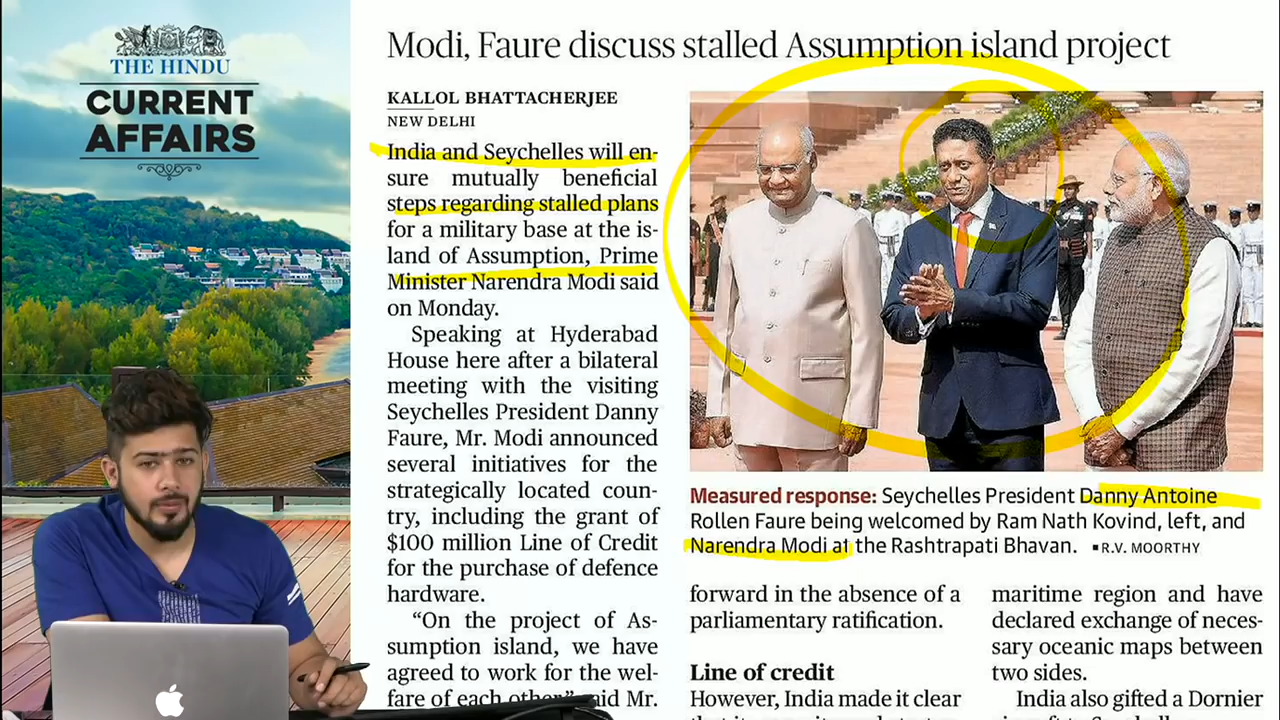 THE HINDU
CURRENT
AFFAIRS
Modi, Faure discuss stalled Assumption island project
KALLOL BHATTACHERJEE
NEW DELHI
India and Seychelles will en-
sure mutually beneficial
steps regarding stalled plans
for a military base at the is-
land of Assumption, Prime
Minister Narendra Modi said
on Monday.
Speaking at Hyderabad
House here after a bilateral
meeting with the visiting
Seychelles President Danny
Faure, Mr. Modi announced
several initiatives for the
strategically located coun-
try, including the grant of
$100 million Line of Credit
for the purchase of defence
hardware.
“On the project of As-
sumption island, we have
agreed to work for the wel-
fare of each other,” said Mr.
Measured response: Seychelles President Danny Antoine
Rollen Faure being welcomed by Ram Nath Kovind, left, and
Narendra Modi at the Rashtrapati Bhavan. ▪R.V. MOORTHY
forward in the absence of a
parliamentary ratification.
Line of credit
However, India made it clear
maritime region and have
declared exchange of neces-
sary oceanic maps between
two sides.
India also gifted a Dornier